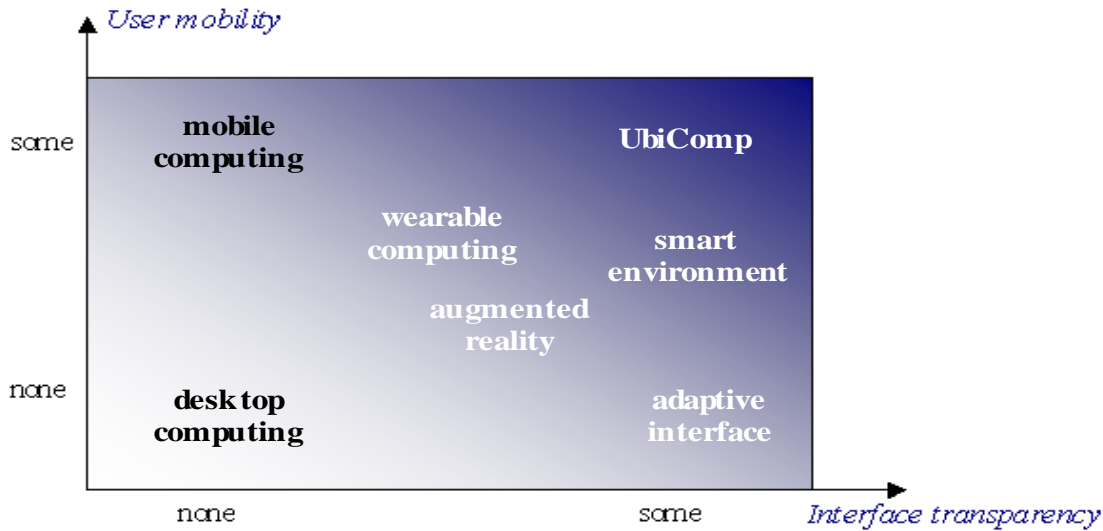 User mobility
some
mobile
computing
UbiComp
wearable
computing
smart
environment
augmented
reality
none
desktop
computing
adaptive
interface
none
some
Interface transparency